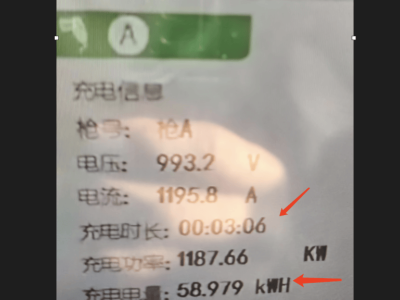 A
充电信息
枪号: 枪A
电压: 993.2 V
电流: 1195.8 A
充电时长: 00:03:06
充电功率: 1187.66 KW
充电电量: 58.979 kWH